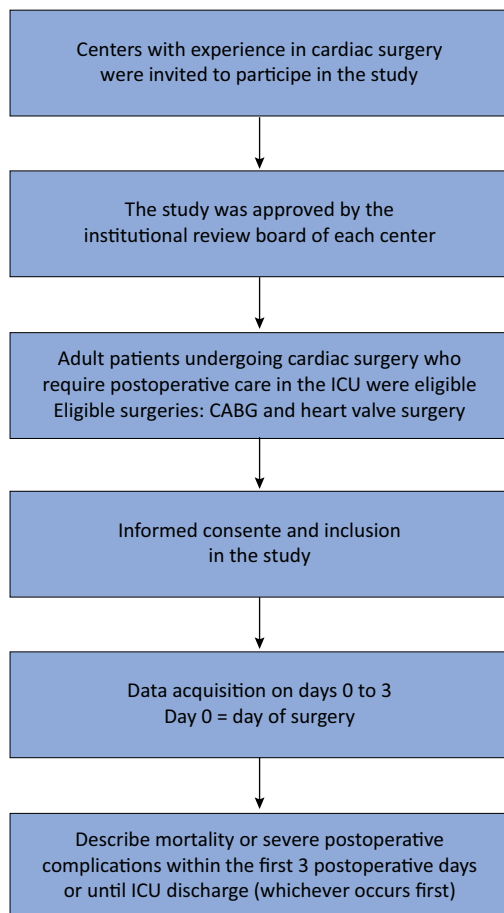 Centers with experience in cardiac surgery
were invited to participe in the study
The study was approved by the
institutional review board of each center
Adult patients undergoing cardiac surgery who
require postoperative care in the ICU were eligible
Eligible surgeries: CABG and heart valve surgery
Informed consente and inclusion
in the study
Data acquisition on days 0 to 3
Day 0 = day of surgery
Describe mortality or severe postoperative
complications within the first 3 postoperative days
or until ICU discharge (whichever occurs first)